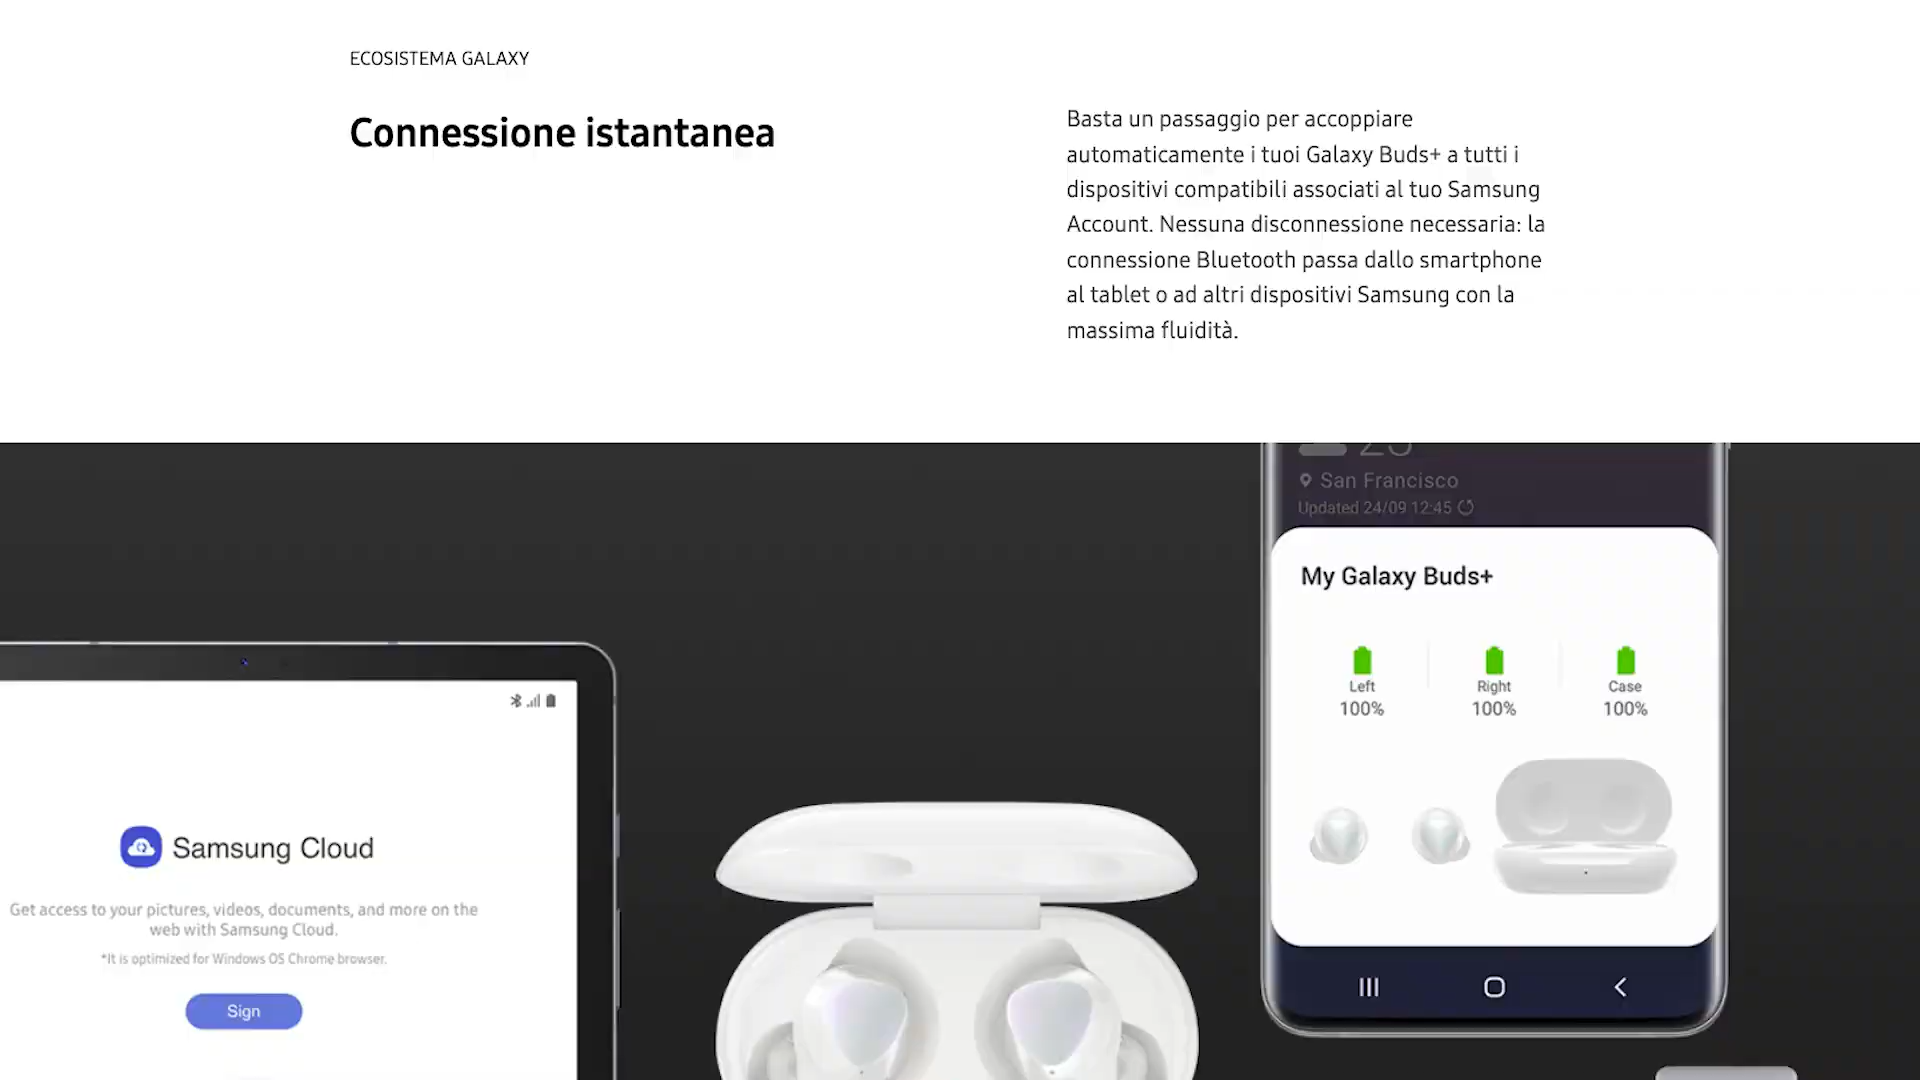 ECOSISTEMA GALAXY
Connessione istantanea
Basta un passaggio per accoppiare
automaticamente i tuoi Galaxy Buds+ a tutti i
dispositivi compatibili associati al tuo Samsung
Account. Nessuna disconnessione necessaria: la
connessione Bluetooth passa dallo smartphone
al tablet o ad altri dispositivi Samsung con la
massima fluidità.
San Francisco
Updated 24/09 12:45
My Galaxy Buds+
Left
100%
Right
100%
Case
100%
Samsung Cloud
Get access to your pictures, videos, documents, and more on the
web with Samsung Cloud.
*It is optimized for Windows OS Chrome browser.
Sign